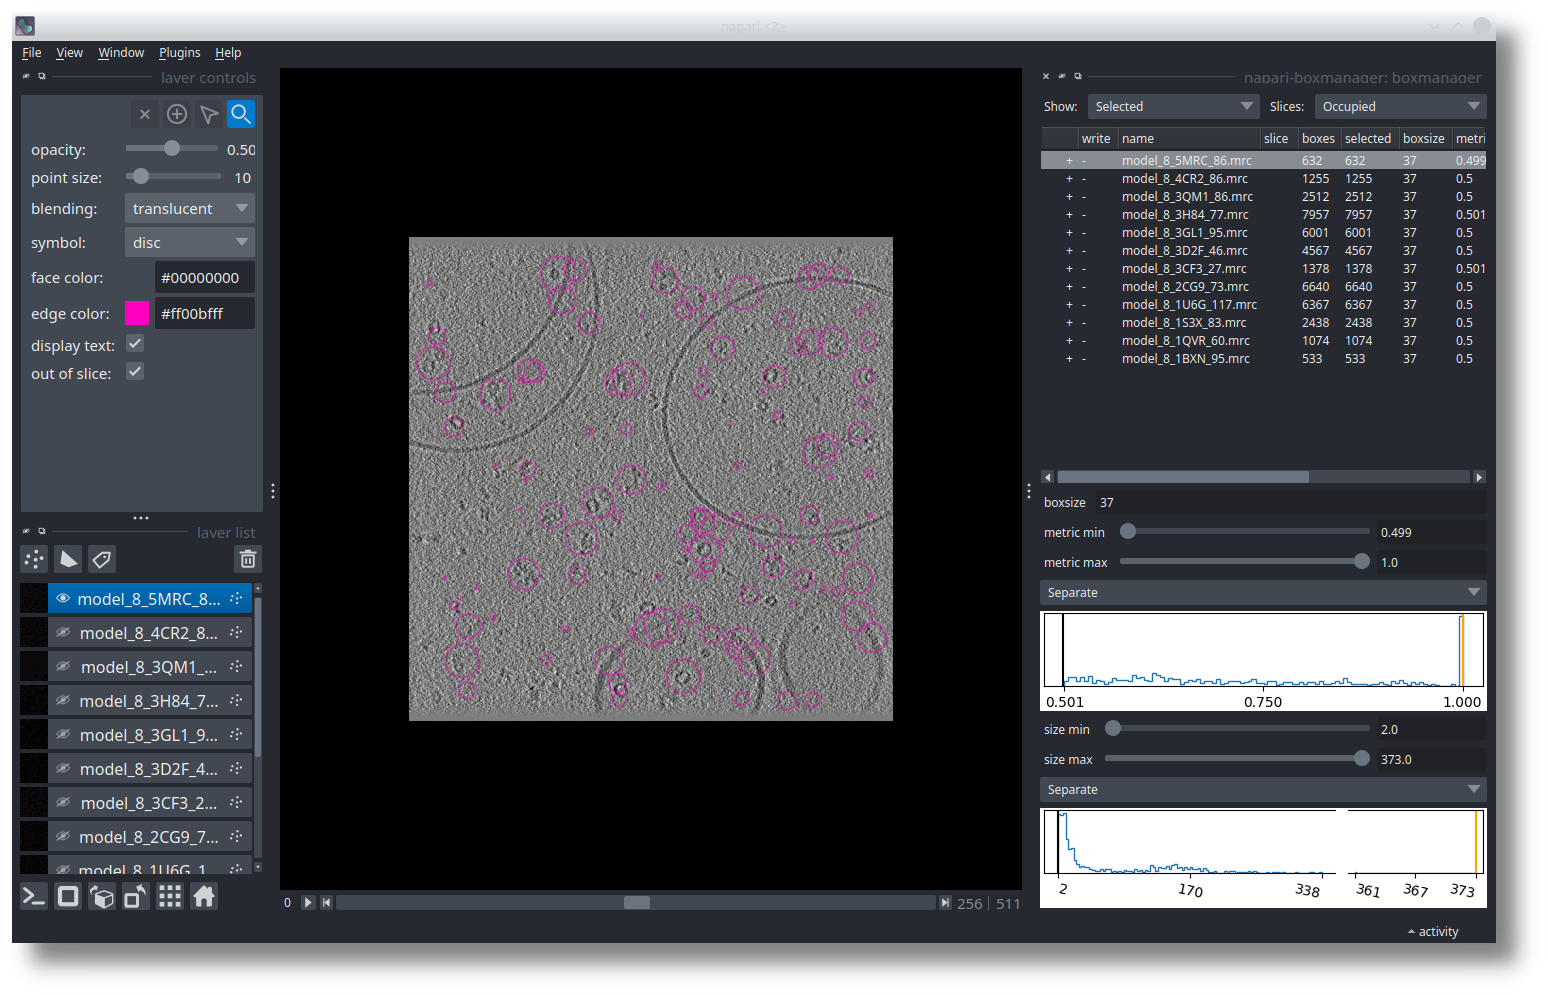 napari <2>
File View Window Plugins Help
layer controls
opacity: 0.50
point size: 10
blending: translucent
symbol: disc
face color: #00000000
edge color: #ff00bfff
display text:
out of slice:
layer list
model_8_5MRC_8...
model_8_4CR2_8...
model_8_3QM1_...
model_8_3H84_7...
model_8_3GL1_9...
model_8_3D2F_4...
model_8_3CF3_2...
model_8_2CG9_7...
model_8_1U6G_1
0 256 511
napari-boxmanager: boxmanager
Show: Selected Slices: Occupied
write name slice boxes selected boxsize metri
+ - model_8_5MRC_86.mrc 632 632 37 0.499
+ - model_8_4CR2_86.mrc 1255 1255 37 0.5
+ - model_8_3QM1_86.mrc 2512 2512 37 0.5
+ - model_8_3H84_77.mrc 7957 7957 37 0.501
+ - model_8_3GL1_95.mrc 6001 6001 37 0.5
+ - model_8_3D2F_46.mrc 4567 4567 37 0.5
+ - model_8_3CF3_27.mrc 1378 1378 37 0.501
+ - model_8_2CG9_73.mrc 6640 6640 37 0.5
+ - model_8_1U6G_117.mrc 6367 6367 37 0.5
+ - model_8_1S3X_83.mrc 2438 2438 37 0.5
+ - model_8_1QVR_60.mrc 1074 1074 37 0.5
+ - model_8_1BXN_95.mrc 533 533 37 0.5
boxsize 37
metric min 0.499
metric max 1.0
Separate
0.501 0.750 1.000
size min 2.0
size max 373.0
Separate
2 170 338 361 367 373
activity